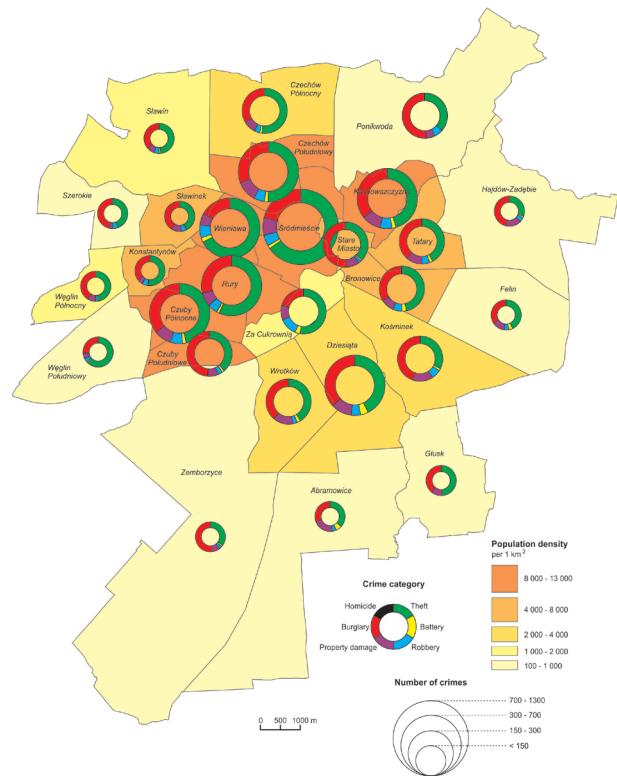 Czechów
Północny
Sławin
Ponikwoda
Czechów
Południowy
Szerokie
Sławinek
Kalinowszczyzna
Hajdów-Zadębie
Wieniawa
Śródmieście
Stare
Miasto
Tatary
Konstantynów
Rury
Bronowice
Felin
Węglin
Północny
Czuby
Północne
Za Cukrownią
Kośminek
Dziesiąta
Węglin
Południowy
Czuby
Południowe
Wrotków
Głusk
Zemborzyce
Abramowice
Population density
per 1 km²
8 000 - 13 000
4 000 - 8 000
2 000 - 4 000
1 000 - 2 000
100 - 1 000
Crime category
Homicide Theft
Burglary Battery
Property damage Robbery
Number of crimes
700 - 1300
300 - 700
150 - 300
< 150
0 500 1000 m